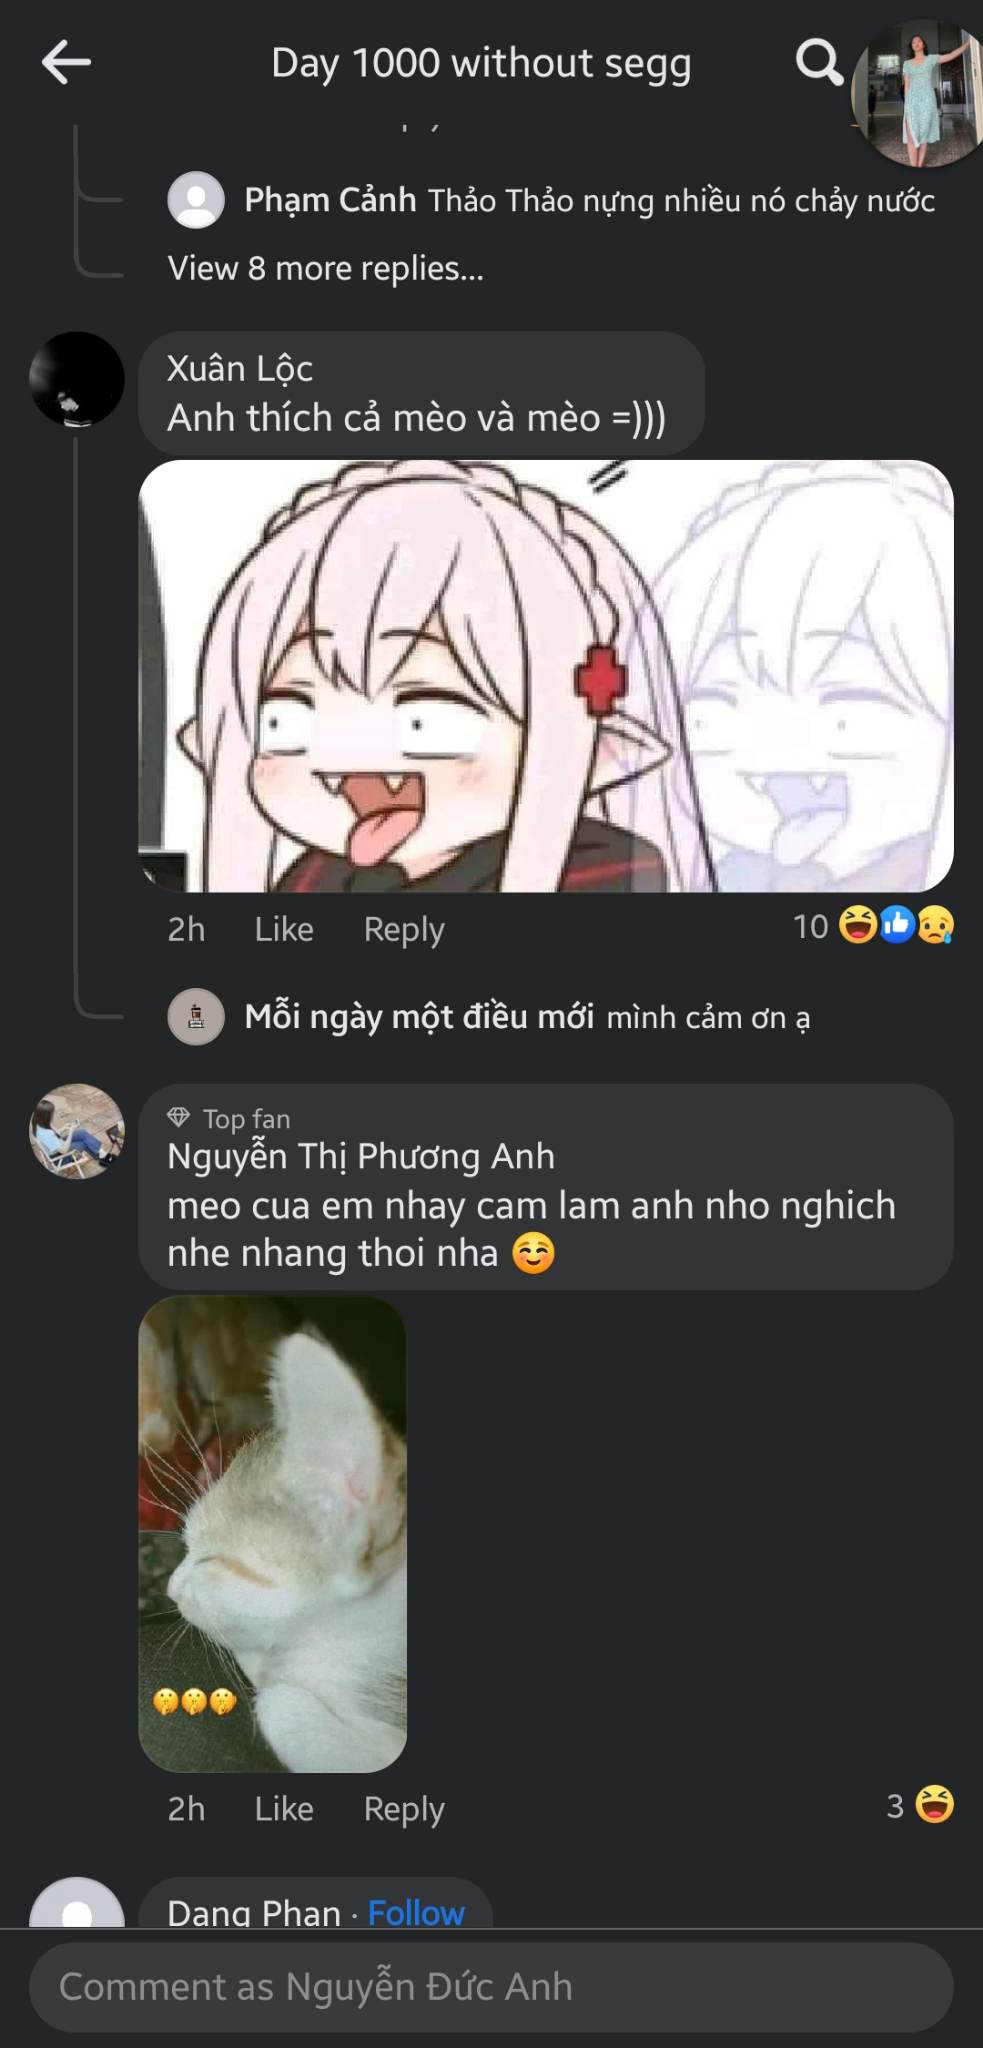 Day 1000 without segg
Phạm Cảnh Thảo Thảo nựng nhiều nó chảy nước
View 8 more replies...
Xuân Lộc
Anh thích cả mèo và mèo =)))
2h Like Reply 10
Mỗi ngày một điều mới mình cảm ơn ạ
Top fan
Nguyễn Thị Phương Anh
meo cua em nhay cam lam anh nho nghich
nhe nhang thoi nha ☺️
🤫🤫🤫
2h Like Reply 3
Dang Phan · Follow
Comment as Nguyễn Đức Anh